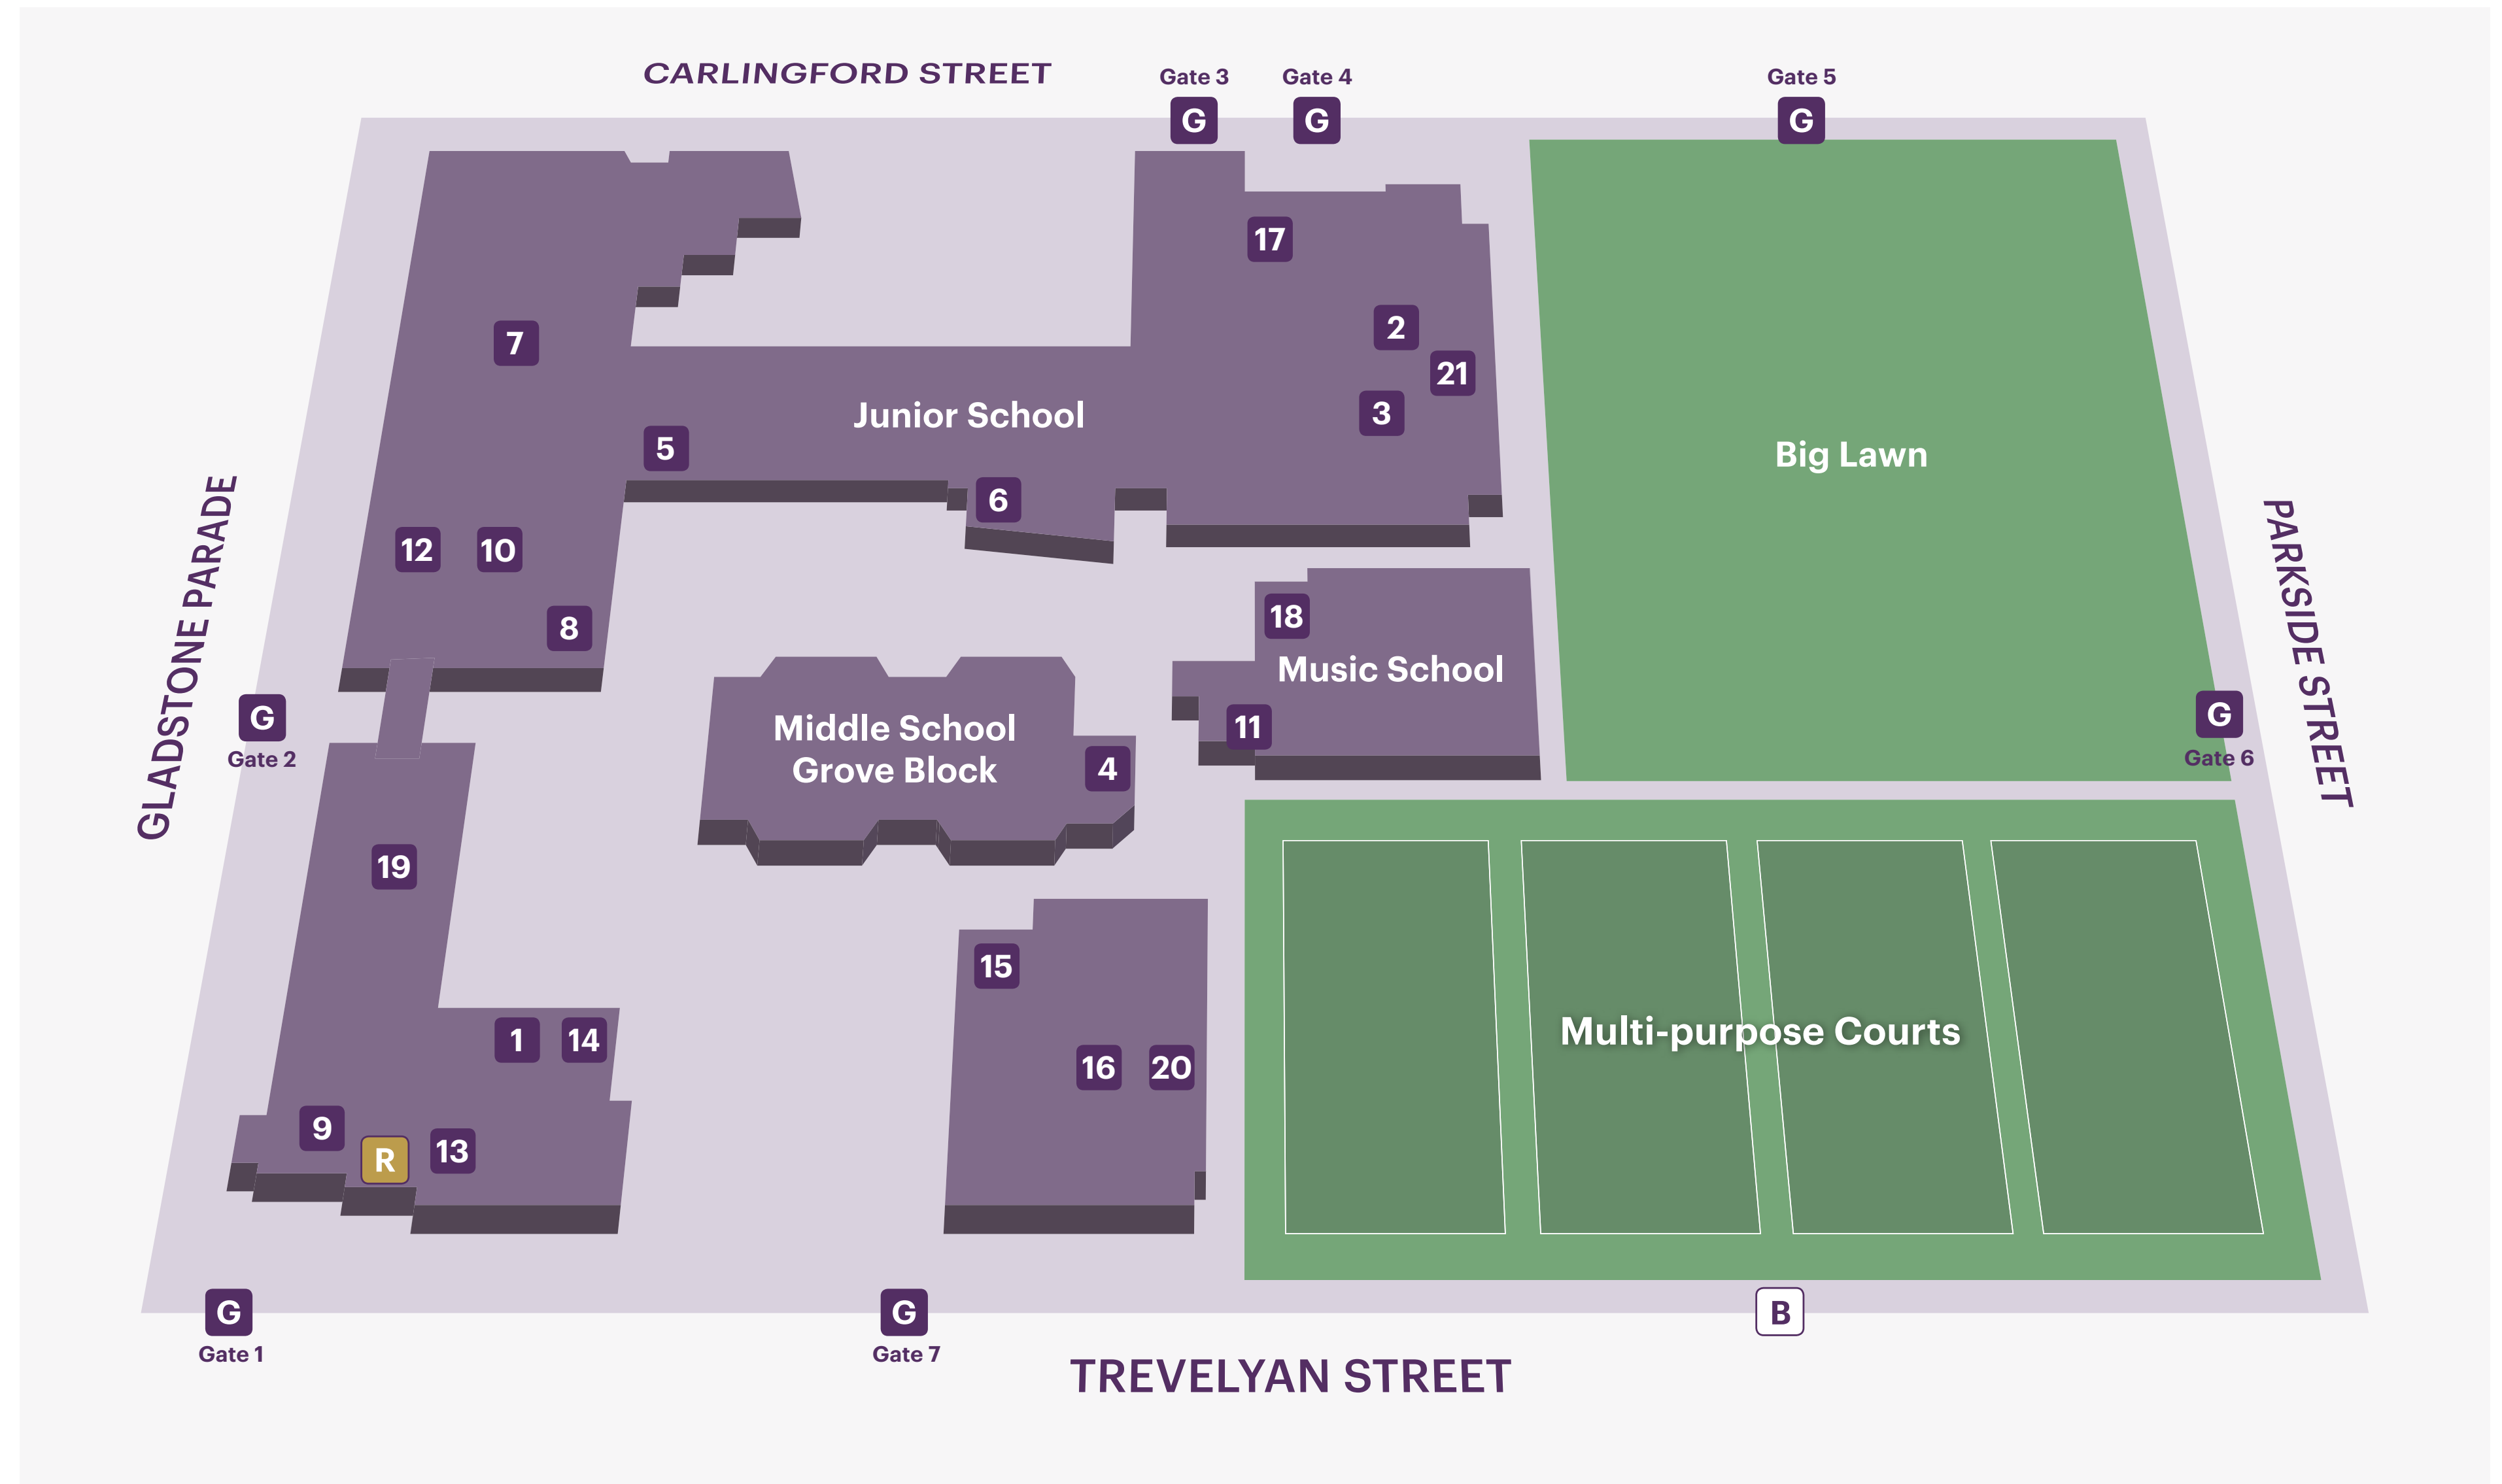 CARLINGFORD STREET
Gate 3
Gate 4
Gate 5
G
G
G
17
2
7
21
3
Junior School
5
Big Lawn
6
12
10
18
8
Music School
GLADSTONE PARADE
PARKSIDE STREET
G
Gate 2
Middle School
Grove Block
11
4
G
Gate 6
19
15
1
14
16
20
Multi-purpose Courts
9
R
13
G
Gate 1
G
Gate 7
B
TREVELYAN STREET